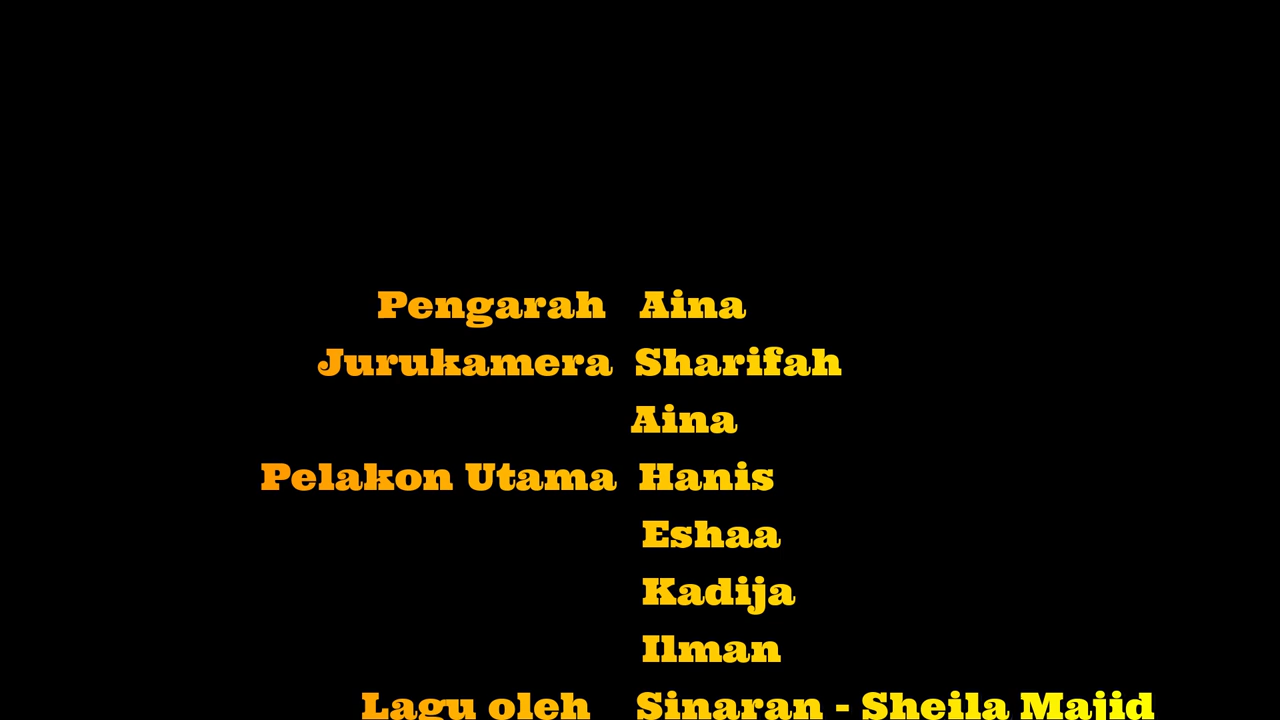 Pengarah Aina
Jurukamera Sharifah
Aina
Pelakon Utama Hanis
Eshaa
Kadija
Ilman
Lagu oleh Sinaran - Sheila Majid